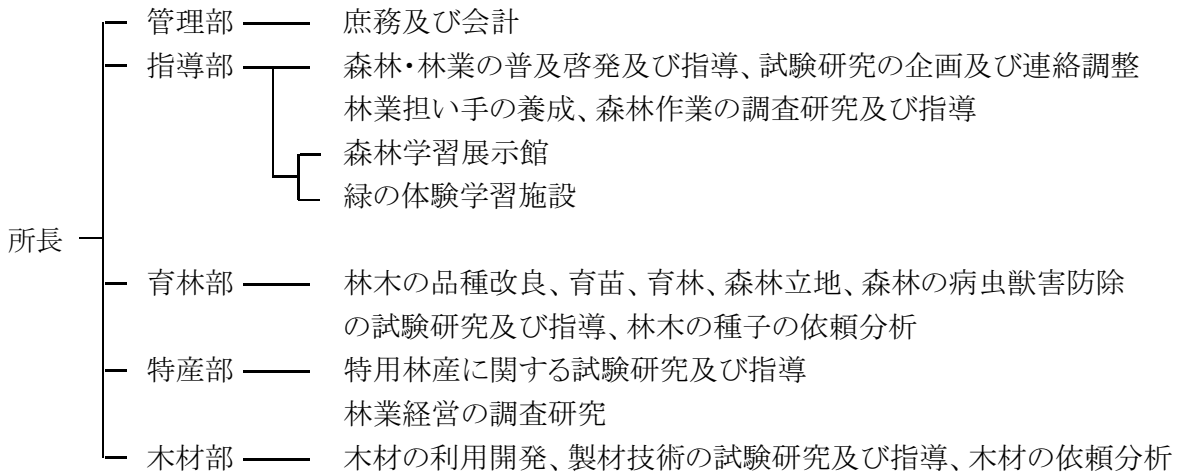 管理部 庶務及び会計
指導部 森林・林業の普及啓発及び指導、試験研究の企画及び連絡調整
林業担い手の養成、森林作業の調査研究及び指導
森林学習展示館
緑の体験学習施設
所長
育林部 林木の品種改良、育苗、育林、森林立地、森林の病虫獣害防除
の試験研究及び指導、林木の種子の依頼分析
特産部 特用林産に関する試験研究及び指導
林業経営の調査研究
木材部 木材の利用開発、製材技術の試験研究及び指導、木材の依頼分析